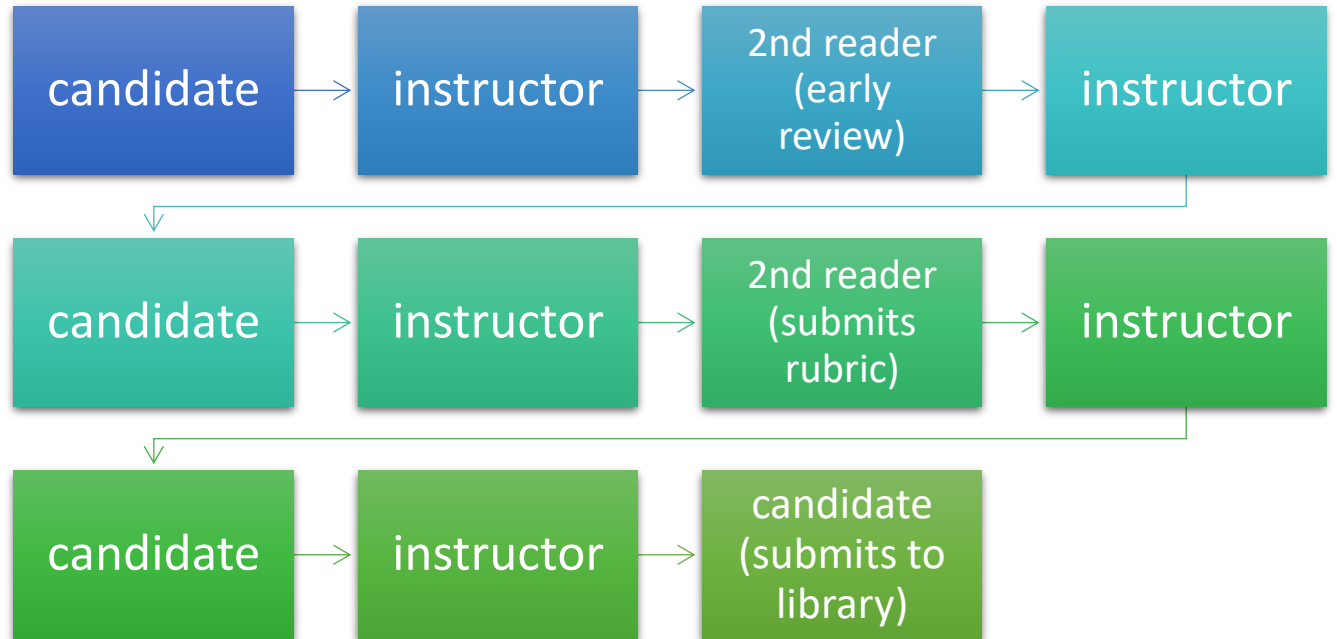 candidate
instructor
2nd reader
(early
review)
instructor
candidate
instructor
2nd reader
(submits
rubric)
instructor
candidate
instructor
candidate
(submits to
library)